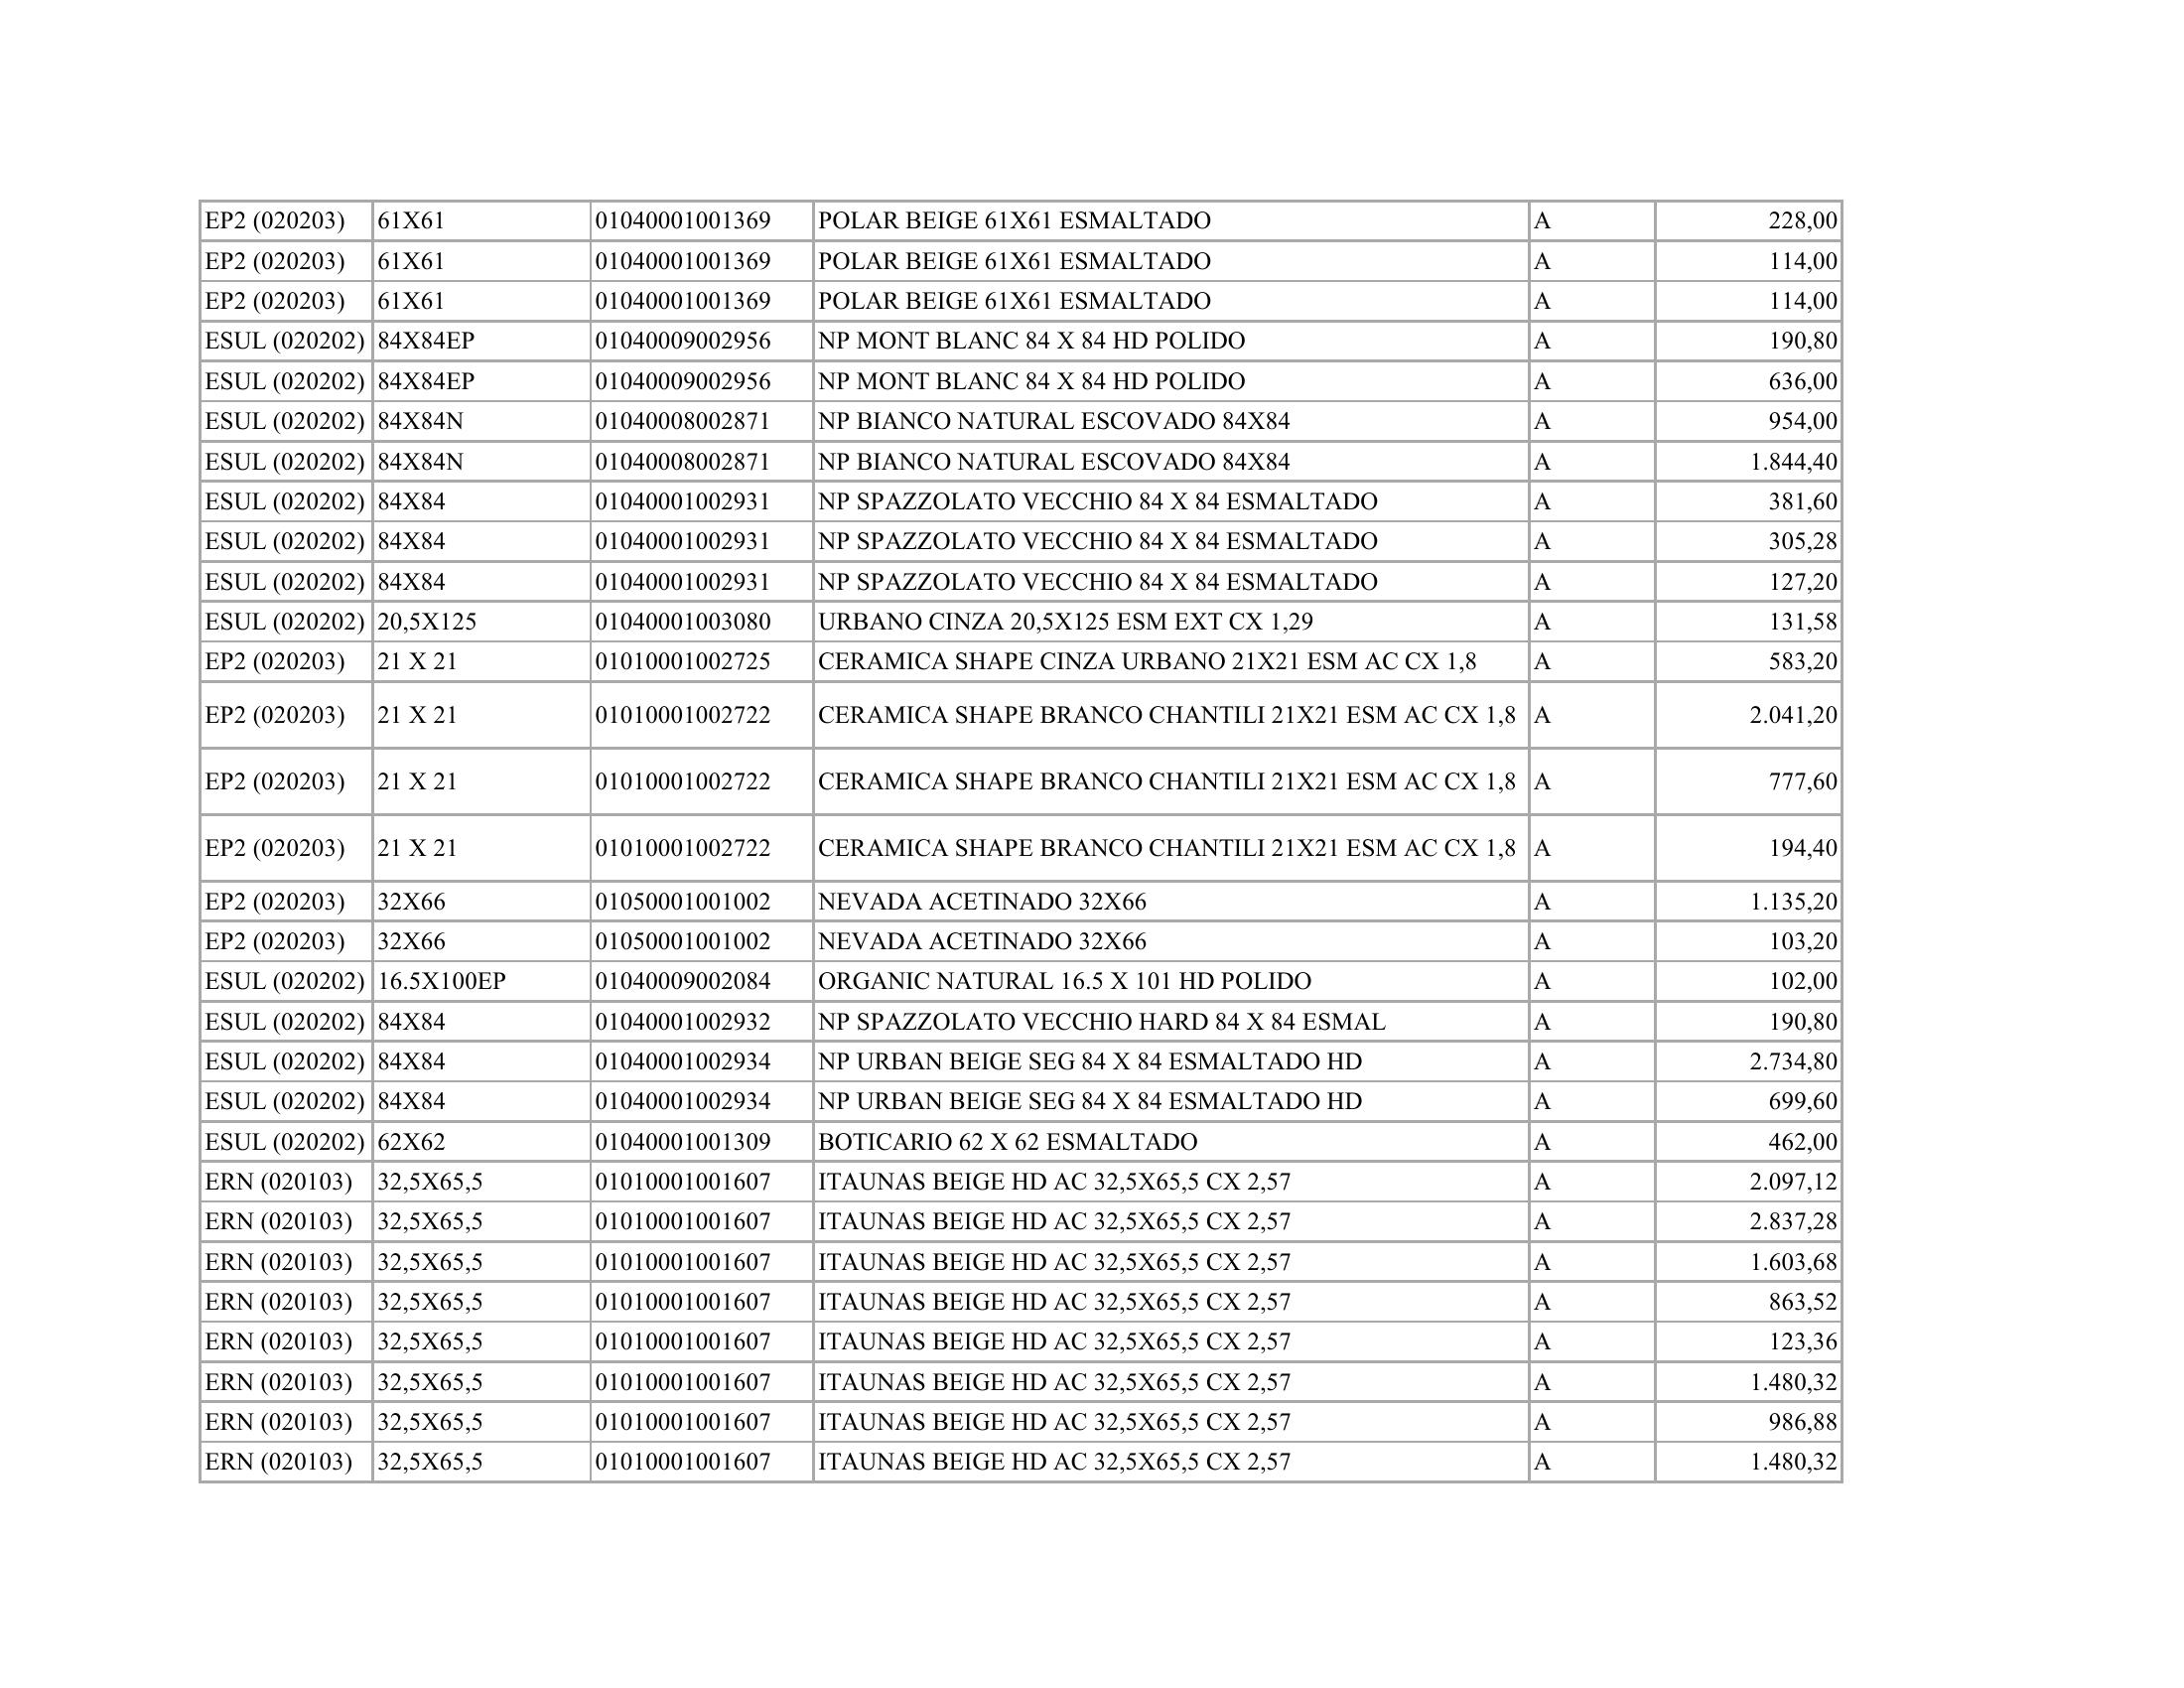 EP2 (020203) 61X61 01040001001369 POLAR BEIGE 61X61 ESMALTADO A 228,00
EP2 (020203) 61X61 01040001001369 POLAR BEIGE 61X61 ESMALTADO A 114,00
EP2 (020203) 61X61 01040001001369 POLAR BEIGE 61X61 ESMALTADO A 114,00
ESUL (020202) 84X84EP 01040009002956 NP MONT BLANC 84 X 84 HD POLIDO A 190,80
ESUL (020202) 84X84EP 01040009002956 NP MONT BLANC 84 X 84 HD POLIDO A 636,00
ESUL (020202) 84X84N 01040008002871 NP BIANCO NATURAL ESCOVADO 84X84 A 954,00
ESUL (020202) 84X84N 01040008002871 NP BIANCO NATURAL ESCOVADO 84X84 A 1.844,40
ESUL (020202) 84X84 01040001002931 NP SPAZZOLATO VECCHIO 84 X 84 ESMALTADO A 381,60
ESUL (020202) 84X84 01040001002931 NP SPAZZOLATO VECCHIO 84 X 84 ESMALTADO A 305,28
ESUL (020202) 84X84 01040001002931 NP SPAZZOLATO VECCHIO 84 X 84 ESMALTADO A 127,20
ESUL (020202) 20,5X125 01040001003080 URBANO CINZA 20,5X125 ESM EXT CX 1,29 A 131,58
EP2 (020203) 21 X 21 01010001002725 CERAMICA SHAPE CINZA URBANO 21X21 ESM AC CX 1,8 A 583,20
EP2 (020203) 21 X 21 01010001002722 CERAMICA SHAPE BRANCO CHANTILI 21X21 ESM AC CX 1,8 A 2.041,20
EP2 (020203) 21 X 21 01010001002722 CERAMICA SHAPE BRANCO CHANTILI 21X21 ESM AC CX 1,8 A 777,60
EP2 (020203) 21 X 21 01010001002722 CERAMICA SHAPE BRANCO CHANTILI 21X21 ESM AC CX 1,8 A 194,40
EP2 (020203) 32X66 01050001001002 NEVADA ACETINADO 32X66 A 1.135,20
EP2 (020203) 32X66 01050001001002 NEVADA ACETINADO 32X66 A 103,20
ESUL (020202) 16.5X100EP 01040009002084 ORGANIC NATURAL 16.5 X 101 HD POLIDO A 102,00
ESUL (020202) 84X84 01040001002932 NP SPAZZOLATO VECCHIO HARD 84 X 84 ESMAL A 190,80
ESUL (020202) 84X84 01040001002934 NP URBAN BEIGE SEG 84 X 84 ESMALTADO HD A 2.734,80
ESUL (020202) 84X84 01040001002934 NP URBAN BEIGE SEG 84 X 84 ESMALTADO HD A 699,60
ESUL (020202) 62X62 01040001001309 BOTICARIO 62 X 62 ESMALTADO A 462,00
ERN (020103) 32,5X65,5 01010001001607 ITAUNAS BEIGE HD AC 32,5X65,5 CX 2,57 A 2.097,12
ERN (020103) 32,5X65,5 01010001001607 ITAUNAS BEIGE HD AC 32,5X65,5 CX 2,57 A 2.837,28
ERN (020103) 32,5X65,5 01010001001607 ITAUNAS BEIGE HD AC 32,5X65,5 CX 2,57 A 1.603,68
ERN (020103) 32,5X65,5 01010001001607 ITAUNAS BEIGE HD AC 32,5X65,5 CX 2,57 A 863,52
ERN (020103) 32,5X65,5 01010001001607 ITAUNAS BEIGE HD AC 32,5X65,5 CX 2,57 A 123,36
ERN (020103) 32,5X65,5 01010001001607 ITAUNAS BEIGE HD AC 32,5X65,5 CX 2,57 A 1.480,32
ERN (020103) 32,5X65,5 01010001001607 ITAUNAS BEIGE HD AC 32,5X65,5 CX 2,57 A 986,88
ERN (020103) 32,5X65,5 01010001001607 ITAUNAS BEIGE HD AC 32,5X65,5 CX 2,57 A 1.480,32